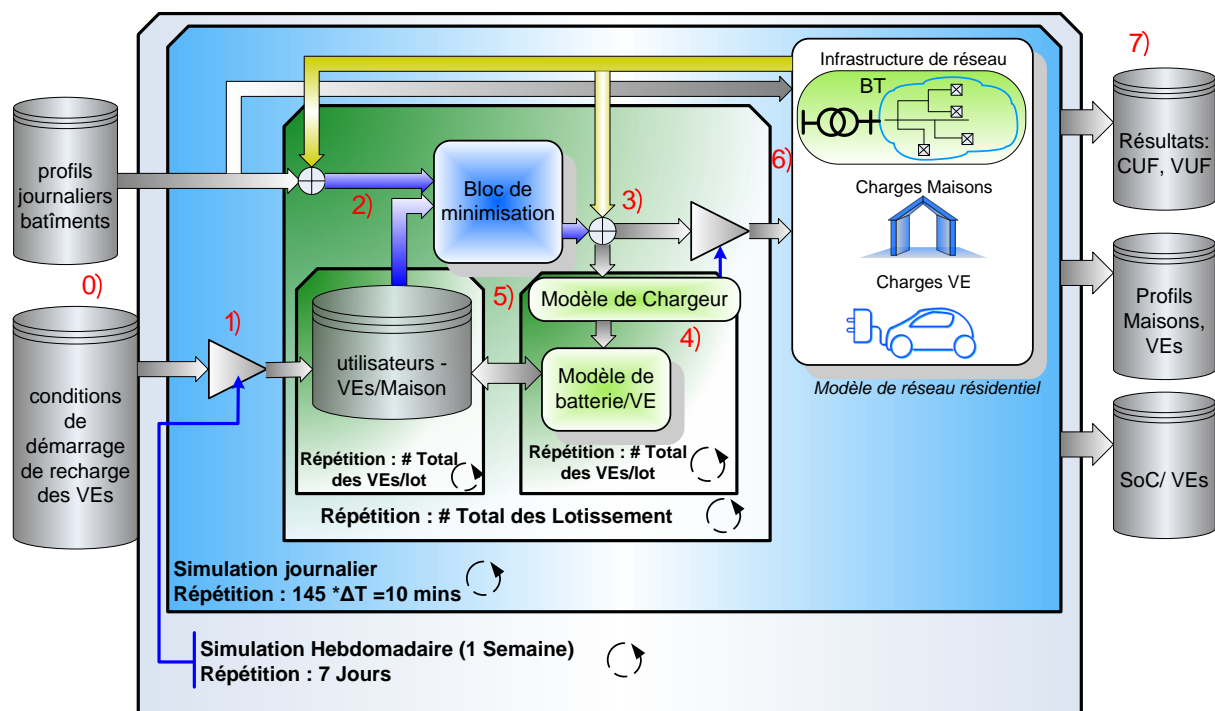 profils
journaliers
batîments
0)
conditions
de
démarrage
de recharge
des VEs
1)
2)
Bloc de
minimisation
3)
utilisateurs -
VEs/Maison
Répétition : # Total
des VEs/lot
5)
Modèle de Chargeur
4)
Modèle de
batterie/VE
Répétition : # Total
des VEs/lot
Répétition : # Total des Lotissement
6)
Infrastructure de réseau
BT
Charges Maisons
Charges VE
Modèle de réseau résidentiel
Simulation journalier
Répétition : 145 *ΔT =10 mins
Simulation Hebdomadaire (1 Semaine)
Répétition : 7 Jours
7)
Résultats:
CUF, VUF
Profils
Maisons,
VEs
SoC/ VEs